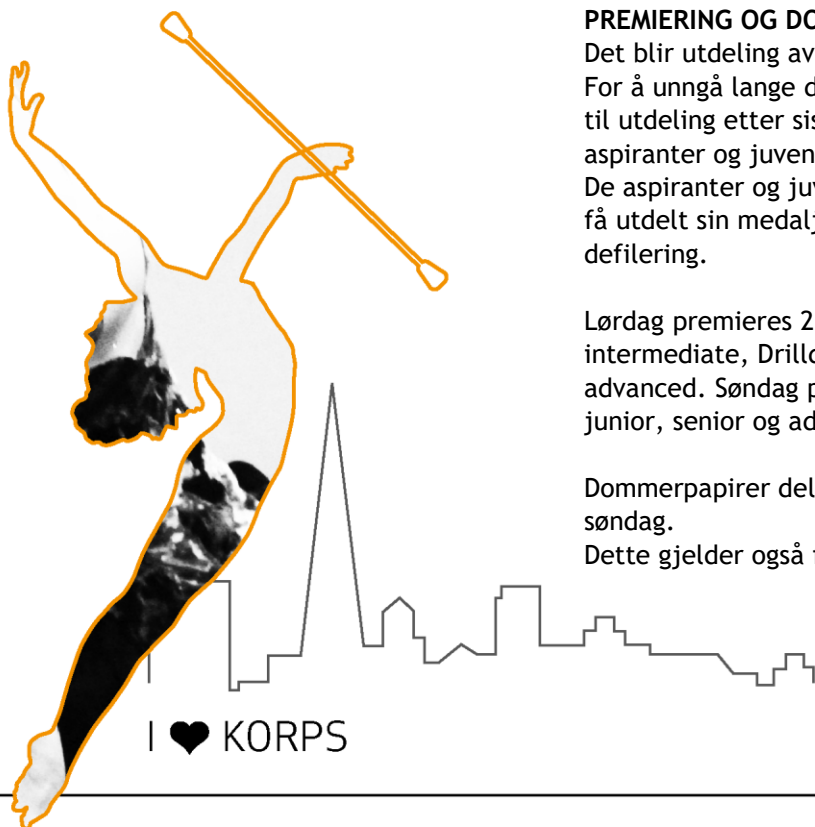 PREMIERING OG DO
Det blir utdeling av
For å unngå lange d
til utdeling etter sis
aspiranter og juven
De aspiranter og juv
få utdelt sin medalj
defilering.
Lørdag premieres 2
intermediate, Drillo
advanced. Søndag p
junior, senior og ad
Dommerpapirer del
søndag.
Dette gjelder også f
I ♥ KORPS